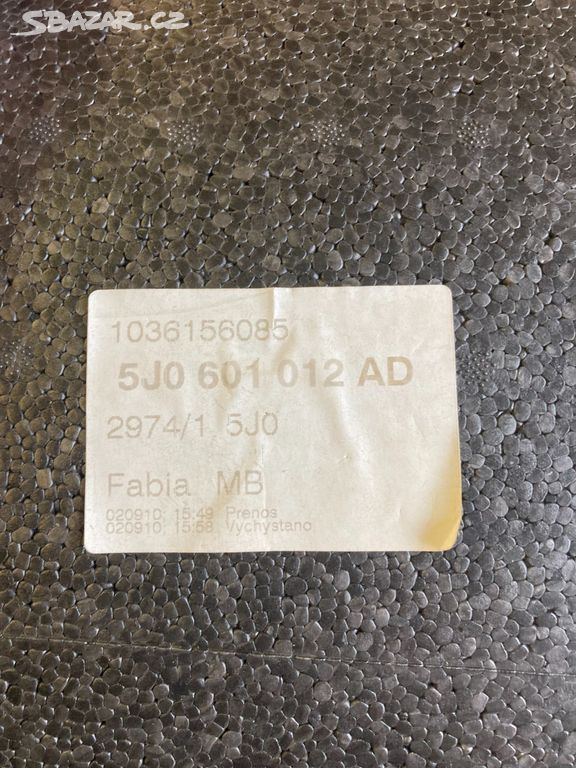 SBAZAR.CZ
1036156085
5J0 601 012 AD
2974/1 5J0
Fabia MB
020910 15:49 Prenos
020910 15:58 Vychystano